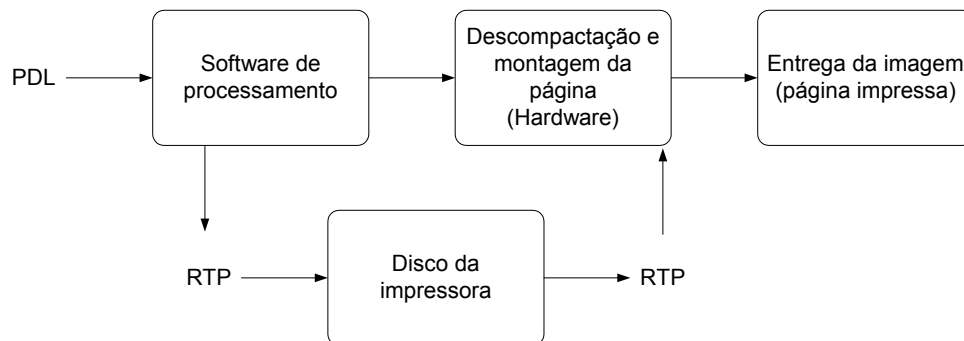 PDL
Software de
processamento
Descompactação e
montagem da
página
(Hardware)
Entrega da imagem
(página impressa)
RTP
Disco da
impressora
RTP